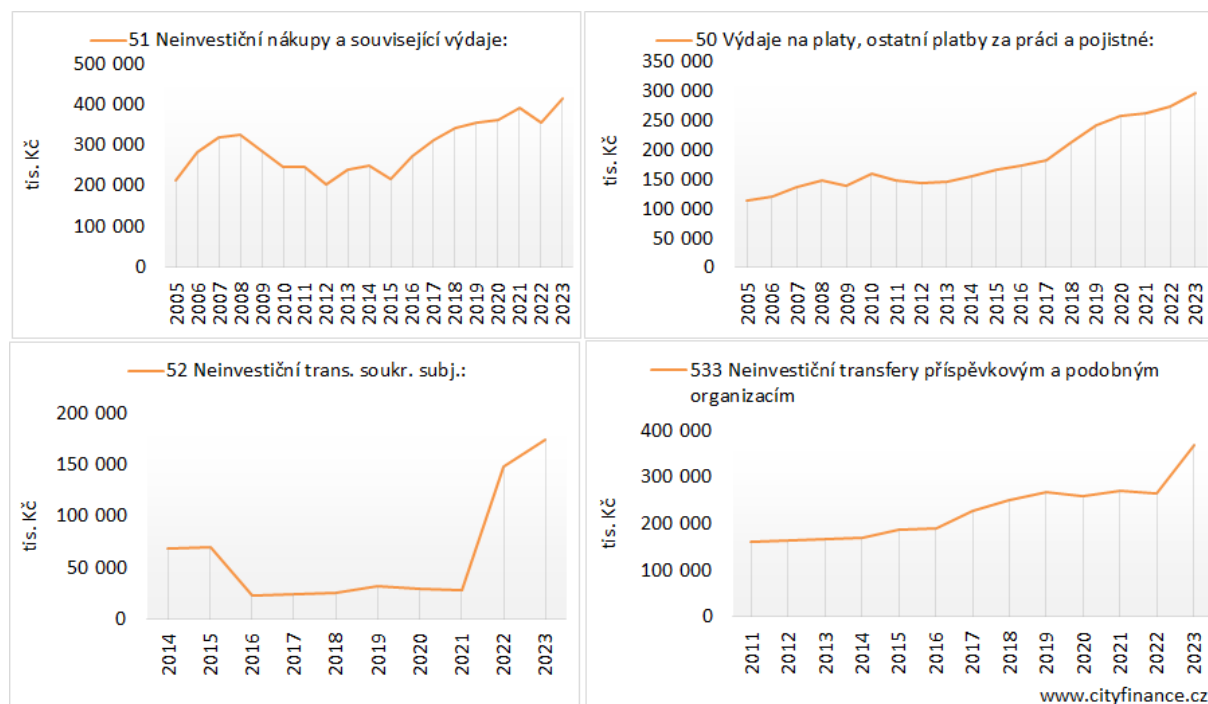 51 Neinvestiční nákupy a související výdaje:
500 000
400 000
300 000
200 000
100 000
0
tis. Kč
2005 2006 2007 2008 2009 2010 2011 2012 2013 2014 2015 2016 2017 2018 2019 2020 2021 2022 2023
50 Výdaje na platy, ostatní platby za práci a pojistné:
350 000
300 000
250 000
200 000
150 000
100 000
50 000
0
tis. Kč
2005 2006 2007 2008 2009 2010 2011 2012 2013 2014 2015 2016 2017 2018 2019 2020 2021 2022 2023
52 Neinvestiční trans. soukr. subj.:
200 000
150 000
100 000
50 000
0
tis. Kč
2014 2015 2016 2017 2018 2019 2020 2021 2022 2023
533 Neinvestiční transfery příspěvkovým a podobným
organizacím
400 000
300 000
200 000
100 000
0
tis. Kč
2011 2012 2013 2014 2015 2016 2017 2018 2019 2020 2021 2022 2023
www.cityfinance.cz